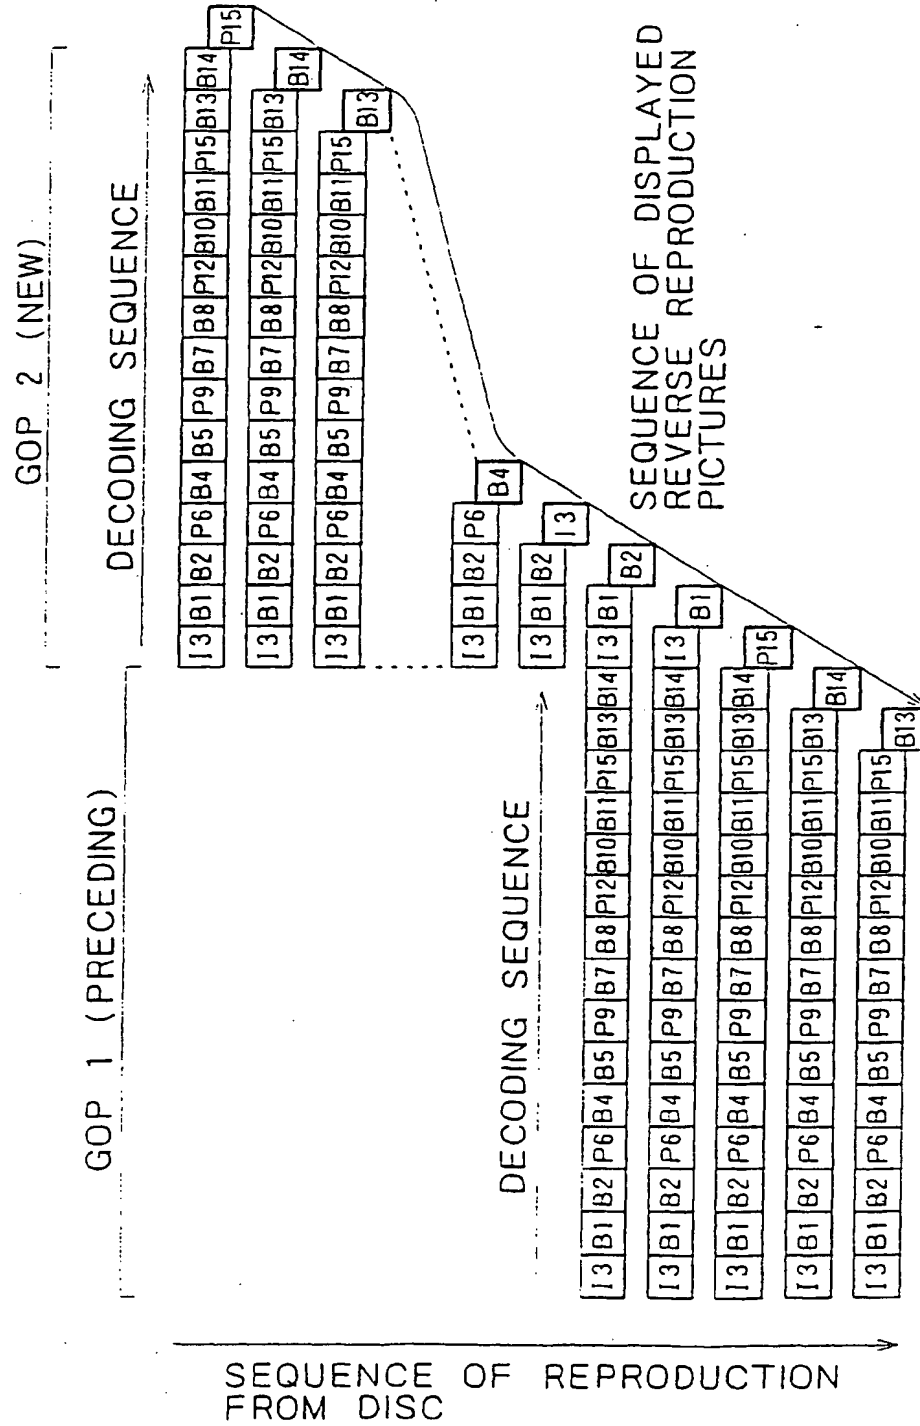 GOP 2 (NEW)
GOP 1 (PRECEDING)
DECODING SEQUENCE
I3 B1 B2 P6 B4 B5 P9 B7 B8 P12 B10 B11 P15 B13 B14 P15
I3 B1 B2 P6 B4 B5 P9 B7 B8 P12 B10 B11 P15 B13 B14
I3 B1 B2 P6 B4 B5 P9 B7 B8 P12 B10 B11 P15 B13
I3 B1 B2 P6 B4
I3 B1 B2 I3
DECODING SEQUENCE
I3 B1 B2 P6 B4 B5 P9 B7 B8 P12 B10 B11 P15 B13 B14 I3 B1 B2
I3 B1 B2 P6 B4 B5 P9 B7 B8 P12 B10 B11 P15 B13 B14 I3 B1
I3 B1 B2 P6 B4 B5 P9 B7 B8 P12 B10 B11 P15 B13 B14 P15
I3 B1 B2 P6 B4 B5 P9 B7 B8 P12 B10 B11 P15 B13 B14
I3 B1 B2 P6 B4 B5 P9 B7 B8 P12 B10 B11 P15 B13
SEQUENCE OF DISPLAYED
REVERSE REPRODUCTION
PICTURES
SEQUENCE OF REPRODUCTION
FROM DISC